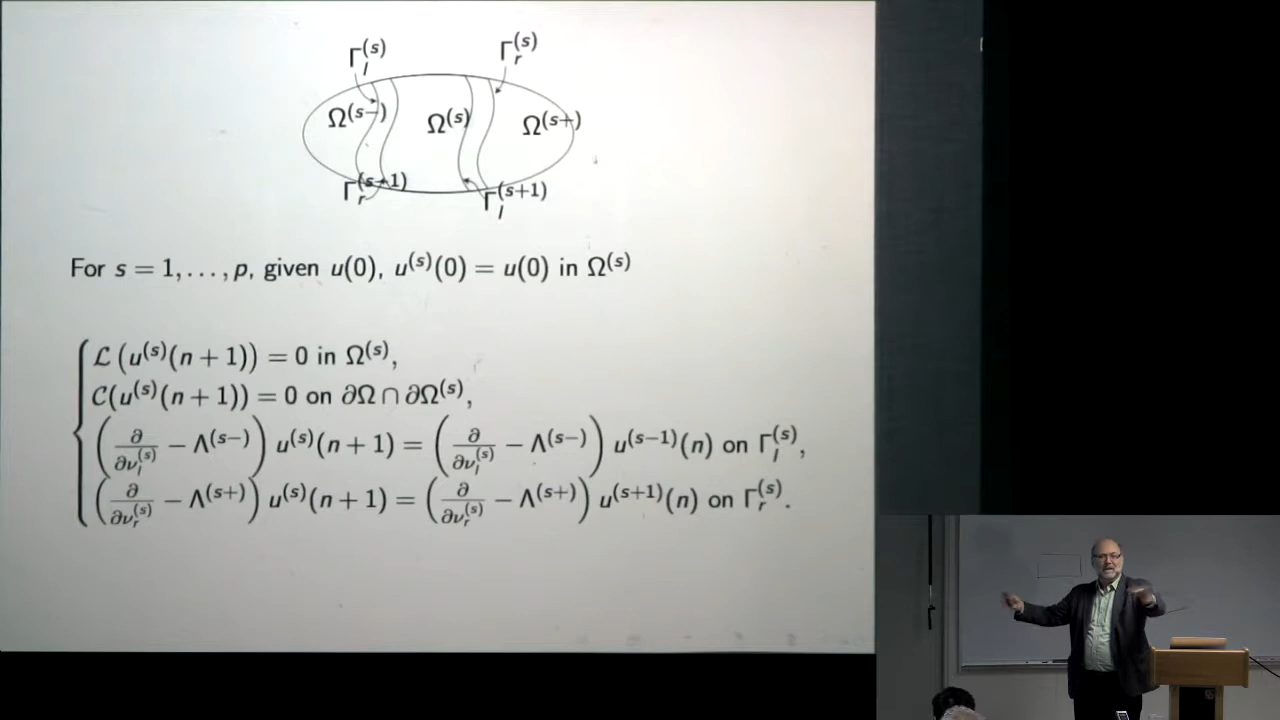 Γ_l^{(s)} Γ_r^{(s)}
Ω^{(s−)} Ω^{(s)} Ω^{(s+)}
Γ_r^{(s−1)} Γ_l^{(s+1)}
For s = 1, . . . , p, given u(0), u^{(s)}(0) = u(0) in Ω^{(s)}
ℒ (u^{(s)}(n + 1)) = 0 in Ω^{(s)},
𝒞(u^{(s)}(n + 1)) = 0 on ∂Ω ∩ ∂Ω^{(s)},
(∂/∂ν_l^{(s)} − Λ^{(s−)}) u^{(s)}(n + 1) = (∂/∂ν_l^{(s)} − Λ^{(s−)}) u^{(s−1)}(n) on Γ_l^{(s)},
(∂/∂ν_r^{(s)} − Λ^{(s+)}) u^{(s)}(n + 1) = (∂/∂ν_r^{(s)} − Λ^{(s+)}) u^{(s+1)}(n) on Γ_r^{(s)}.